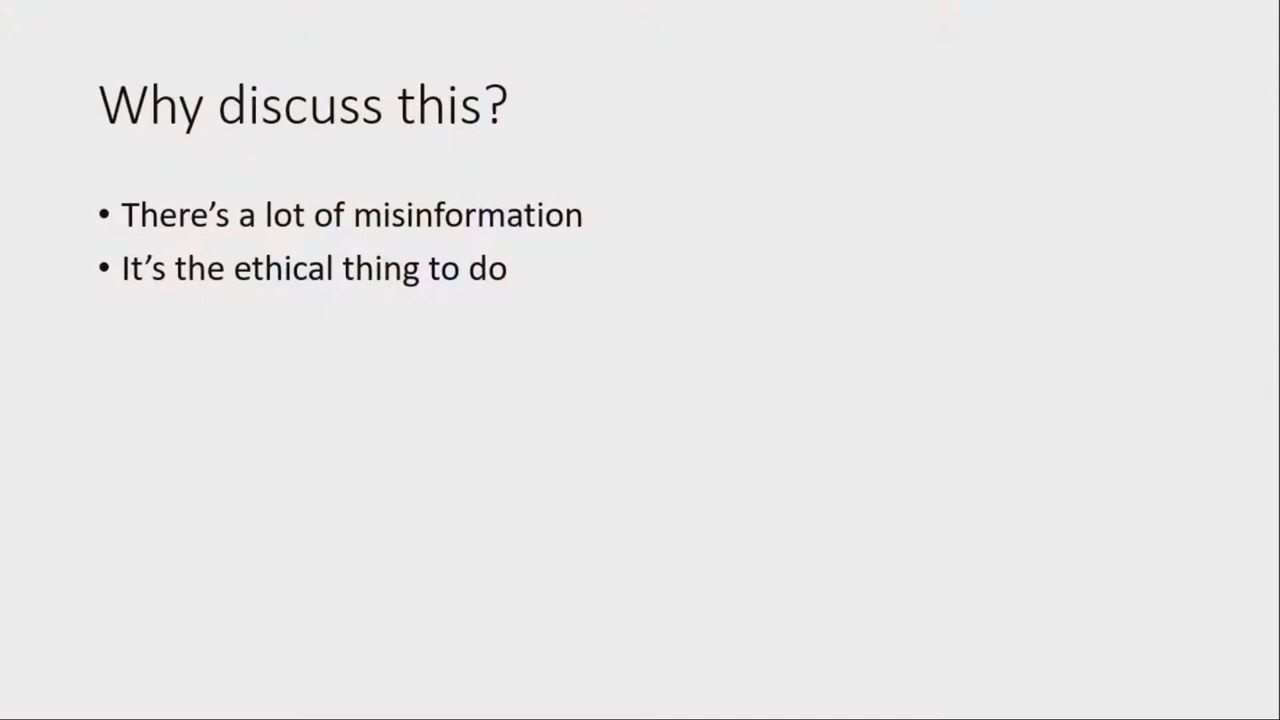 Why discuss this?
• There’s a lot of misinformation
• It’s the ethical thing to do